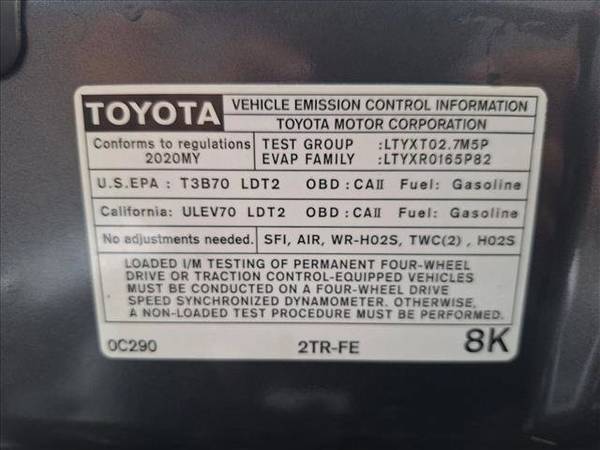 TOYOTA
VEHICLE EMISSION CONTROL INFORMATION
TOYOTA MOTOR CORPORATION
Conforms to regulations
2020MY
TEST GROUP :LTYXT02.7M5P
EVAP FAMILY :LTYXR0165P82
U.S.EPA : T3B70 LDT2 OBD : CAII Fuel: Gasoline
California: ULEV70 LDT2 OBD : CAII Fuel: Gasoline
No adjustments needed. SFI, AIR, WR-HO2S, TWC(2) , HO2S
LOADED I/M TESTING OF PERMANENT FOUR-WHEEL
DRIVE OR TRACTION CONTROL-EQUIPPED VEHICLES
MUST BE CONDUCTED ON A FOUR-WHEEL DRIVE
SPEED SYNCHRONIZED DYNAMOMETER. OTHERWISE,
A NON-LOADED TEST PROCEDURE MUST BE PERFORMED.
0C290 2TR-FE 8K